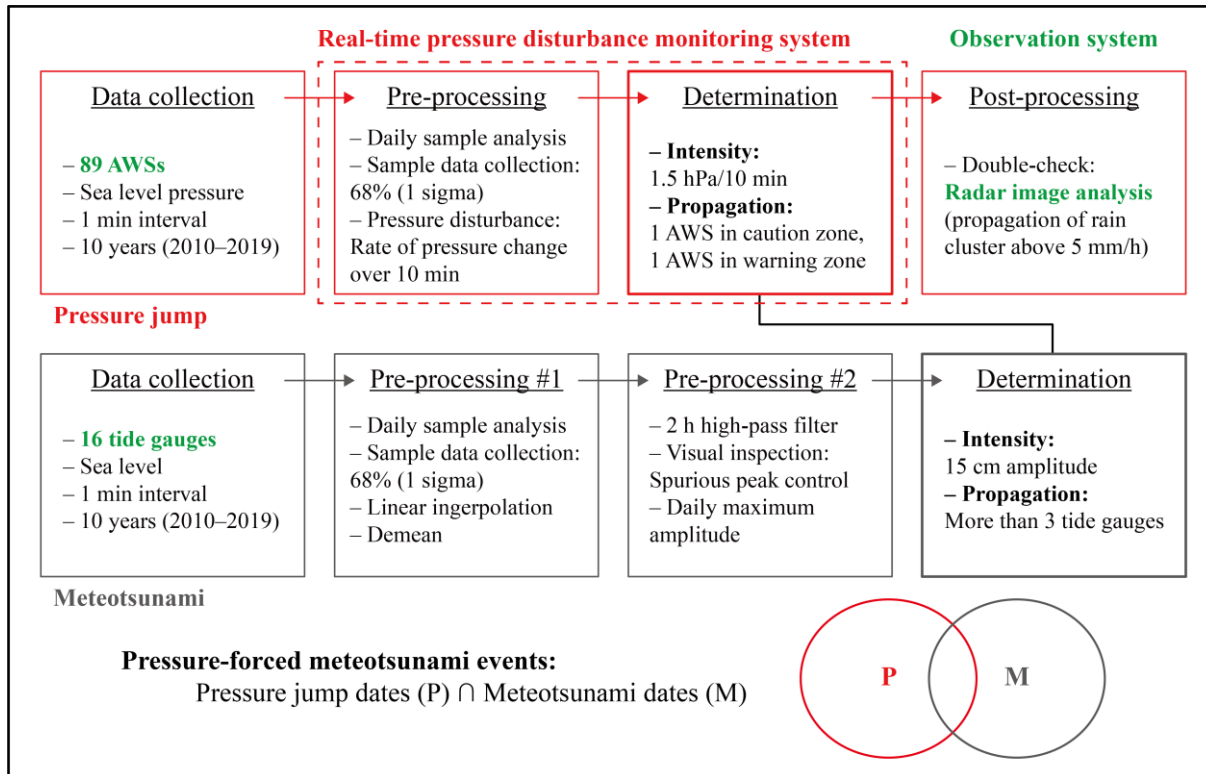 Real-time pressure disturbance monitoring system
Observation system
Data collection
– 89 AWSs
– Sea level pressure
– 1 min interval
– 10 years (2010–2019)
Pre-processing
– Daily sample analysis
– Sample data collection:
68% (1 sigma)
– Pressure disturbance:
Rate of pressure change
over 10 min
Determination
– Intensity:
1.5 hPa/10 min
– Propagation:
1 AWS in caution zone,
1 AWS in warning zone
Post-processing
– Double-check:
Radar image analysis
(propagation of rain
cluster above 5 mm/h)
Pressure jump
Data collection
– 16 tide gauges
– Sea level
– 1 min interval
– 10 years (2010–2019)
Pre-processing #1
– Daily sample analysis
– Sample data collection:
68% (1 sigma)
– Linear ingerpolation
– Demean
Pre-processing #2
– 2 h high-pass filter
– Visual inspection:
Spurious peak control
– Daily maximum
amplitude
Determination
– Intensity:
15 cm amplitude
– Propagation:
More than 3 tide gauges
Meteotsunami
Pressure-forced meteotsunami events:
Pressure jump dates (P) ∩ Meteotsunami dates (M)
P
M